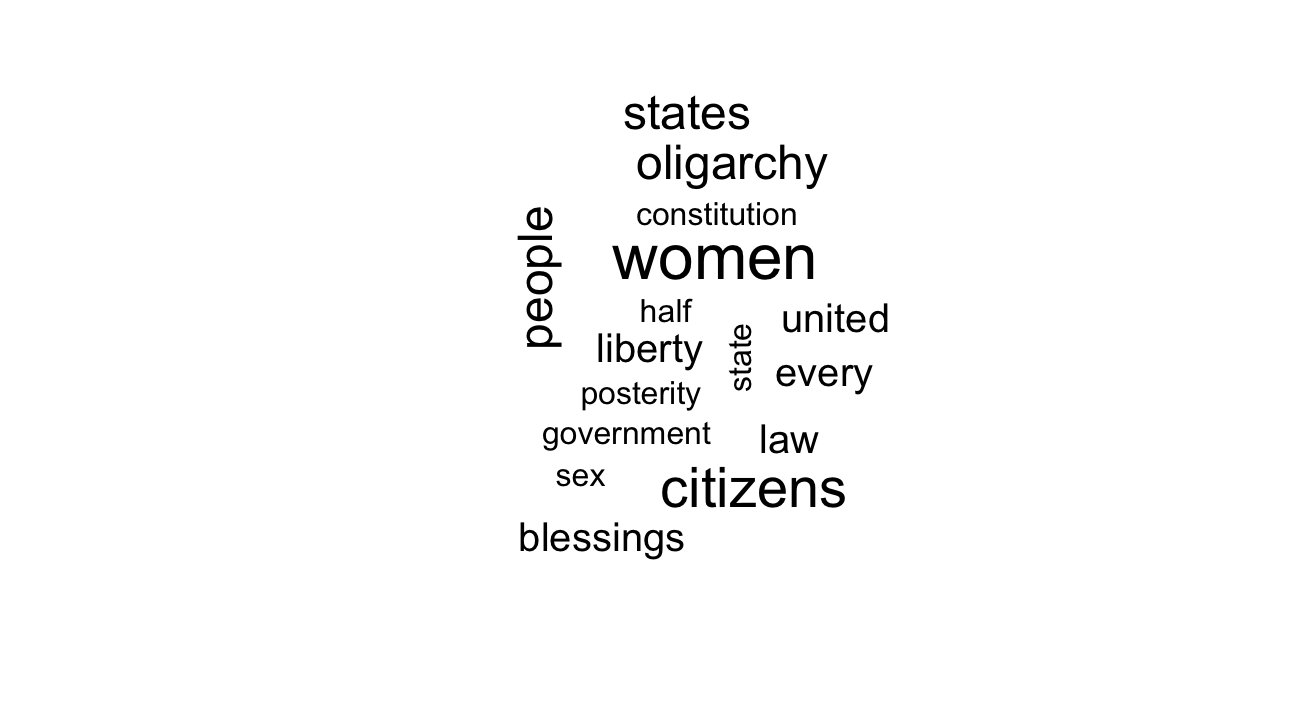 states
oligarchy
constitution
people
women
half
united
liberty
state
every
posterity
government
law
sex
citizens
blessings